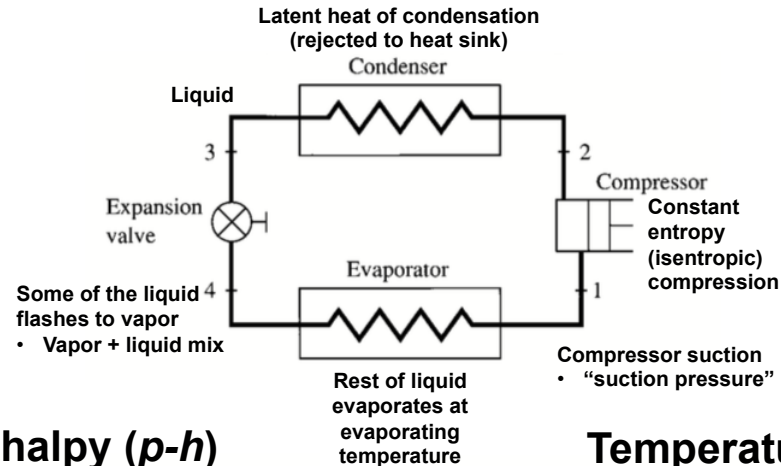 Latent heat of condensation
(rejected to heat sink)
Condenser
Liquid
3
2
Compressor
Constant
entropy
(isentropic)
compression
Expansion
valve
Evaporator
Some of the liquid
flashes to vapor
• Vapor + liquid mix
4
1
Compressor suction
• “suction pressure”
Rest of liquid
evaporates at
evaporating
temperature
(p-h)